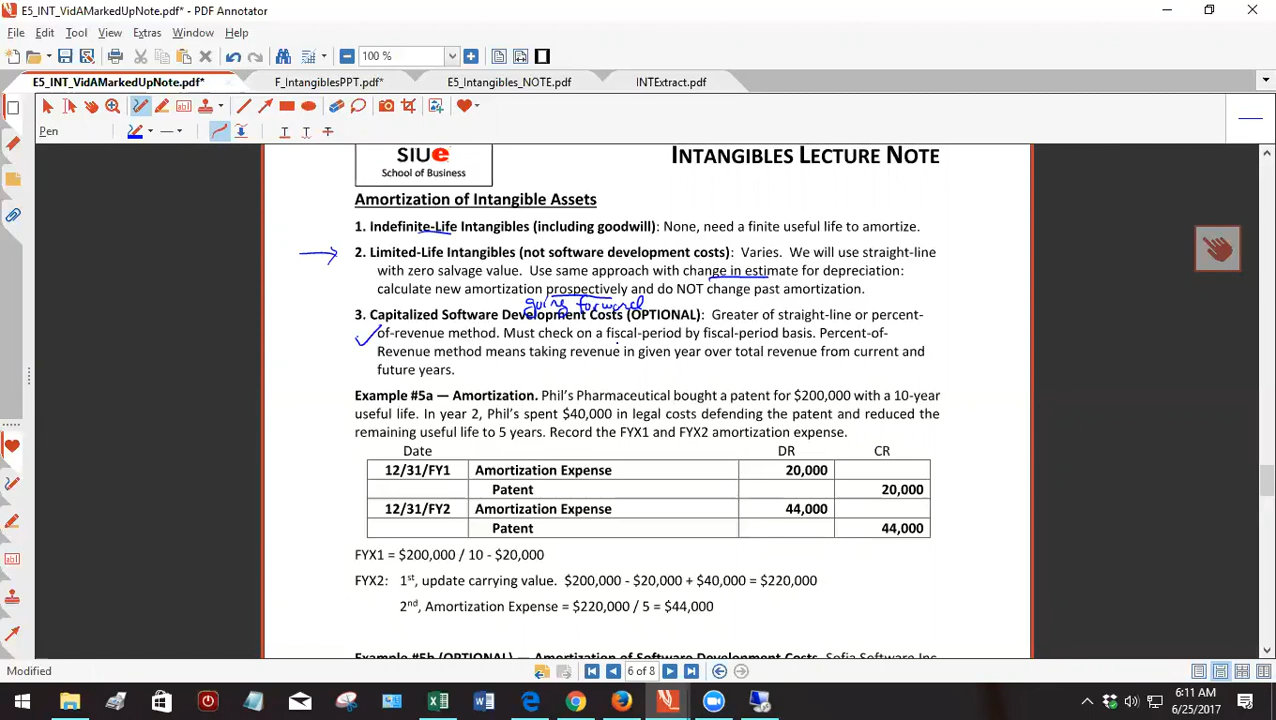 E5_INT_VidAMarkedUpNote.pdf* - PDF Annotator
File Edit Tool View Extras Window Help
100 %
E5_INT_VidAMarkedUpNote.pdf* F_IntangiblesPPT.pdf* E5_Intangibles_NOTE.pdf INTExtract.pdf
Pen
SIUe
School of Business
INTANGIBLES LECTURE NOTE
Amortization of Intangible Assets
1. Indefinite-Life Intangibles (including goodwill): None, need a finite useful life to amortize.
2. Limited-Life Intangibles (not software development costs): Varies. We will use straight-line
with zero salvage value. Use same approach with change in estimate for depreciation:
calculate new amortization prospectively and do NOT change past amortization.
going forward
3. Capitalized Software Development Costs (OPTIONAL): Greater of straight-line or percent-
of-revenue method. Must check on a fiscal-period by fiscal-period basis. Percent-of-
Revenue method means taking revenue in given year over total revenue from current and
future years.
Example #5a — Amortization. Phil's Pharmaceutical bought a patent for $200,000 with a 10-year
useful life. In year 2, Phil's spent $40,000 in legal costs defending the patent and reduced the
remaining useful life to 5 years. Record the FYX1 and FYX2 amortization expense.
Date DR CR
12/31/FY1 Amortization Expense 20,000
Patent 20,000
12/31/FY2 Amortization Expense 44,000
Patent 44,000
FYX1 = $200,000 / 10 - $20,000
FYX2: 1st, update carrying value. $200,000 - $20,000 + $40,000 = $220,000
2nd, Amortization Expense = $220,000 / 5 = $44,000
Example #5b (OPTIONAL) — Amortization of Software Development Costs. Sofia Software Inc.
Modified
6 of 8
6:11 AM
6/25/2017